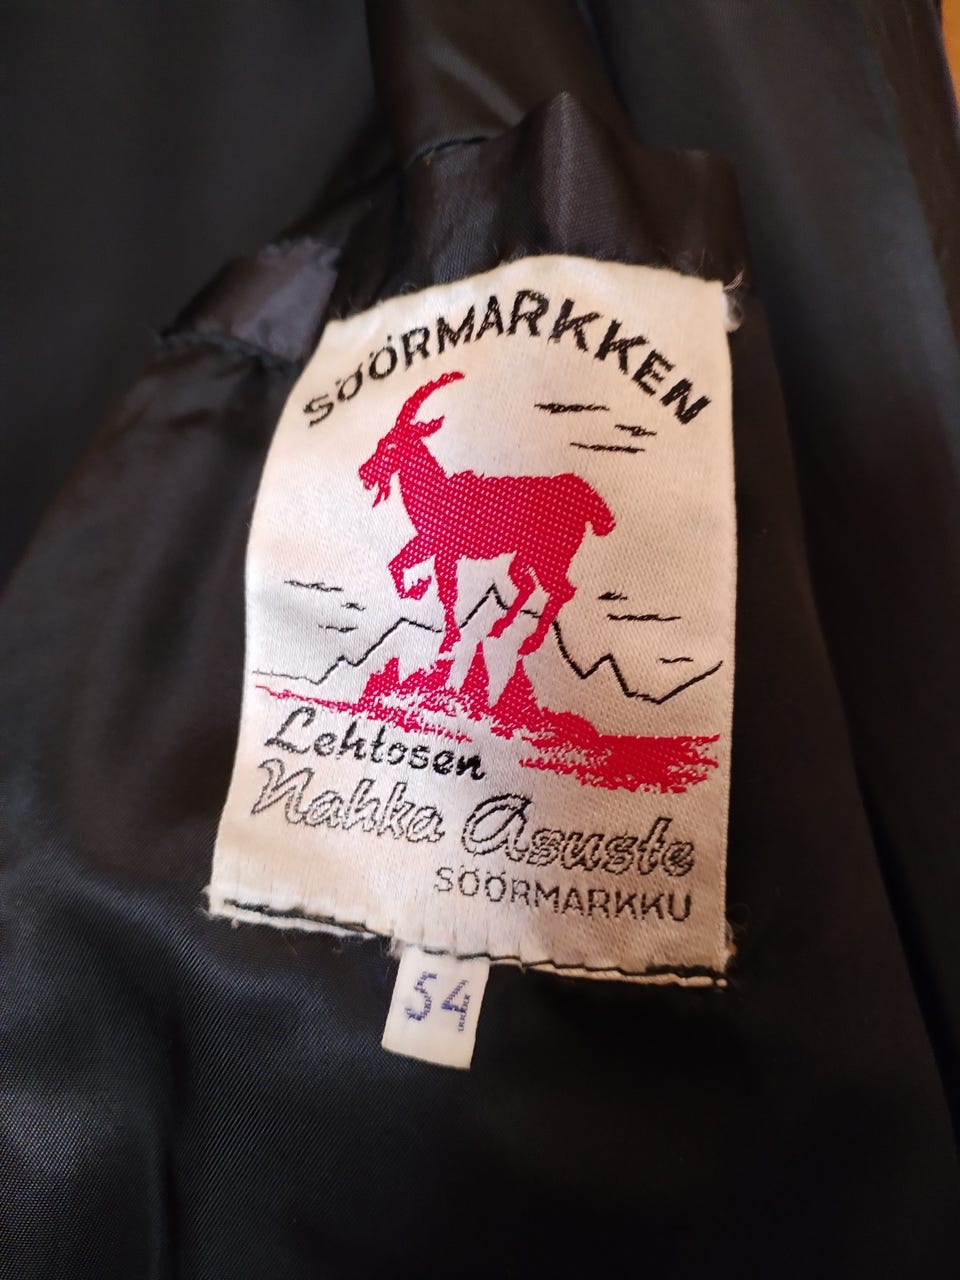 SÖÖRMARKKEN
Lehtosen
Nahka Asuste
SÖÖRMARKKU
54